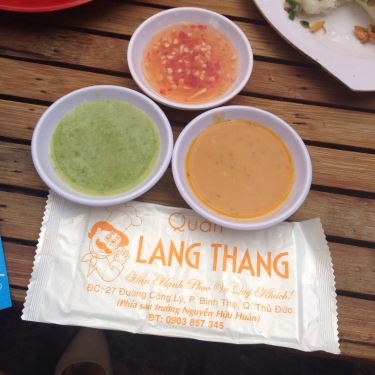 Quán
LANG THANG
Hân Hạnh Phục Vụ Quý Khách!
ĐC: 27 Đường Công Lý, P. Bình Thọ, Q. Thủ Đức
(Phía sau trường Nguyễn Hữu Huân)
ĐT: 0903 857 345